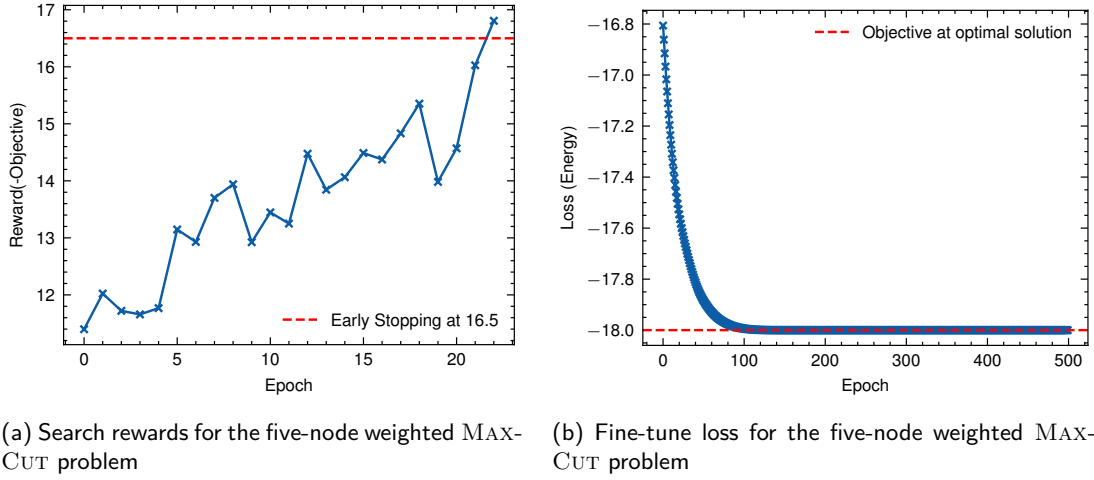 17
16
15
14
13
12
Reward(-Objective)
Early Stopping at 16.5
0 5 10 15 20
Epoch
−16.8
−17.0
−17.2
−17.4
−17.6
−17.8
−18.0
Loss (Energy)
Objective at optimal solution
0 100 200 300 400 500
Epoch
(a) Search rewards for the five-node weighted MAX-
CUT problem
(b) Fine-tune loss for the five-node weighted MAX-
CUT problem